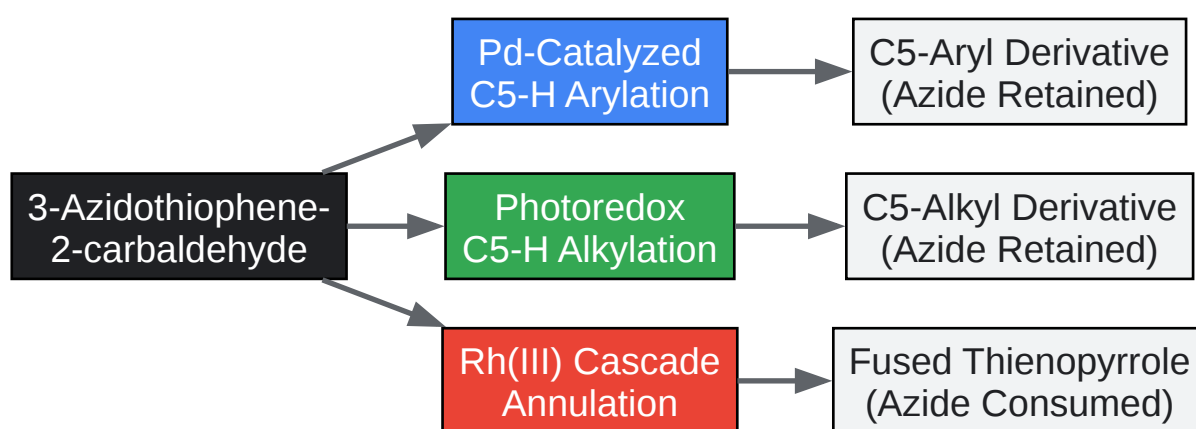 Pd-Catalyzed
C5-H Arylation
C5-Aryl Derivative
(Azide Retained)
3-Azidothiophene-
2-carbaldehyde
Photoredox
C5-H Alkylation
C5-Alkyl Derivative
(Azide Retained)
Rh(III) Cascade
Annulation
Fused Thienopyrrole
(Azide Consumed)